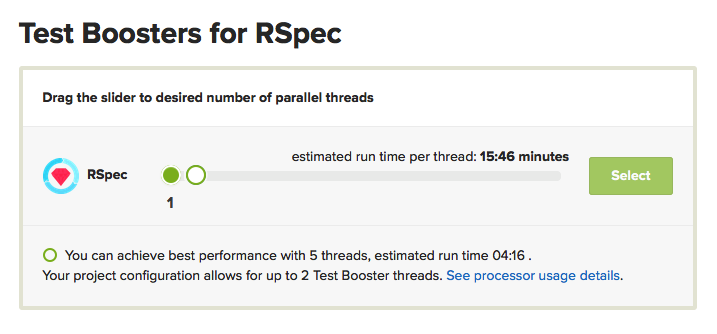 Test Boosters for RSpec
Drag the slider to desired number of parallel threads
estimated run time per thread: 15:46 minutes
RSpec
Select
1
You can achieve best performance with 5 threads, estimated run time 04:16 .
Your project configuration allows for up to 2 Test Booster threads. See processor usage details.